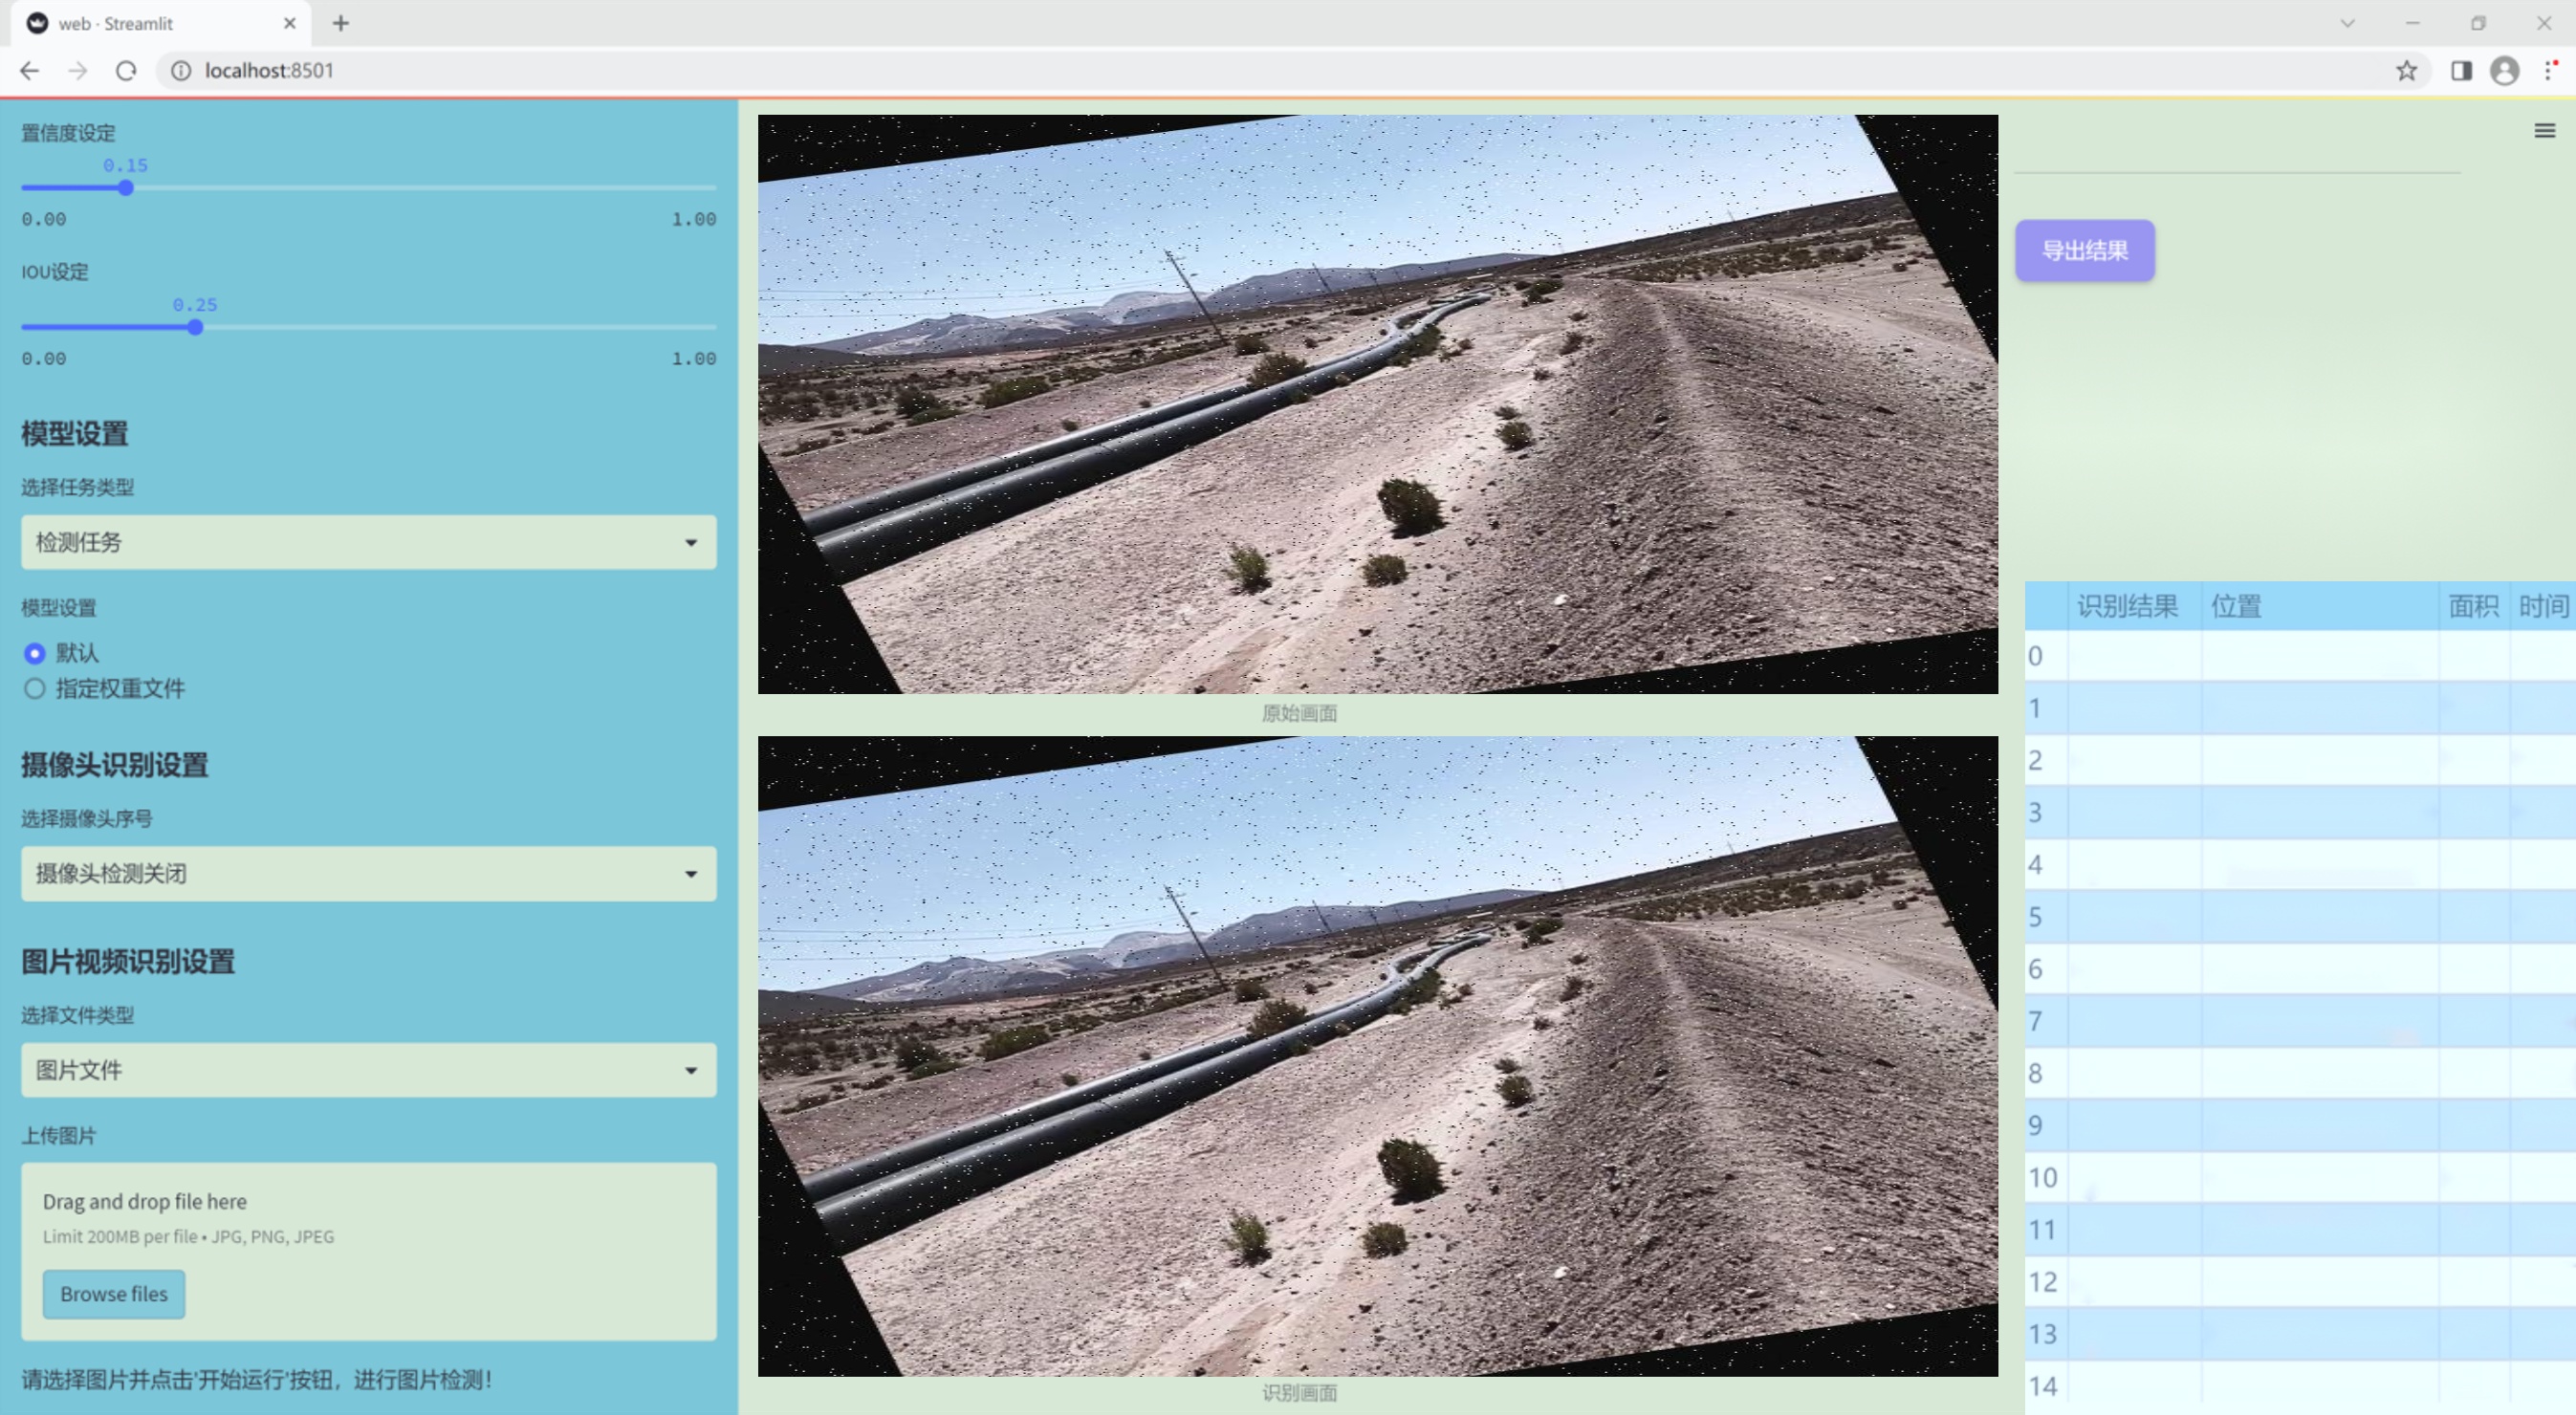 web · Streamlit
localhost:8501
置信度设定
0.15
0.00 1.00
IOU设定
0.25
0.00 1.00
模型设置
选择任务类型
检测任务
模型设置
默认
指定权重文件
摄像头识别设置
选择摄像头序号
摄像头检测关闭
图片视频识别设置
选择文件类型
图片文件
上传图片
Drag and drop file here
Limit 200MB per file • JPG, PNG, JPEG
Browse files
请选择图片并点击'开始运行'按钮，进行图片检测！
原始画面
识别画面
导出结果
识别结果 位置 面积 时间
0
1
2
3
4
5
6
7
8
9
10
11
12
13
14